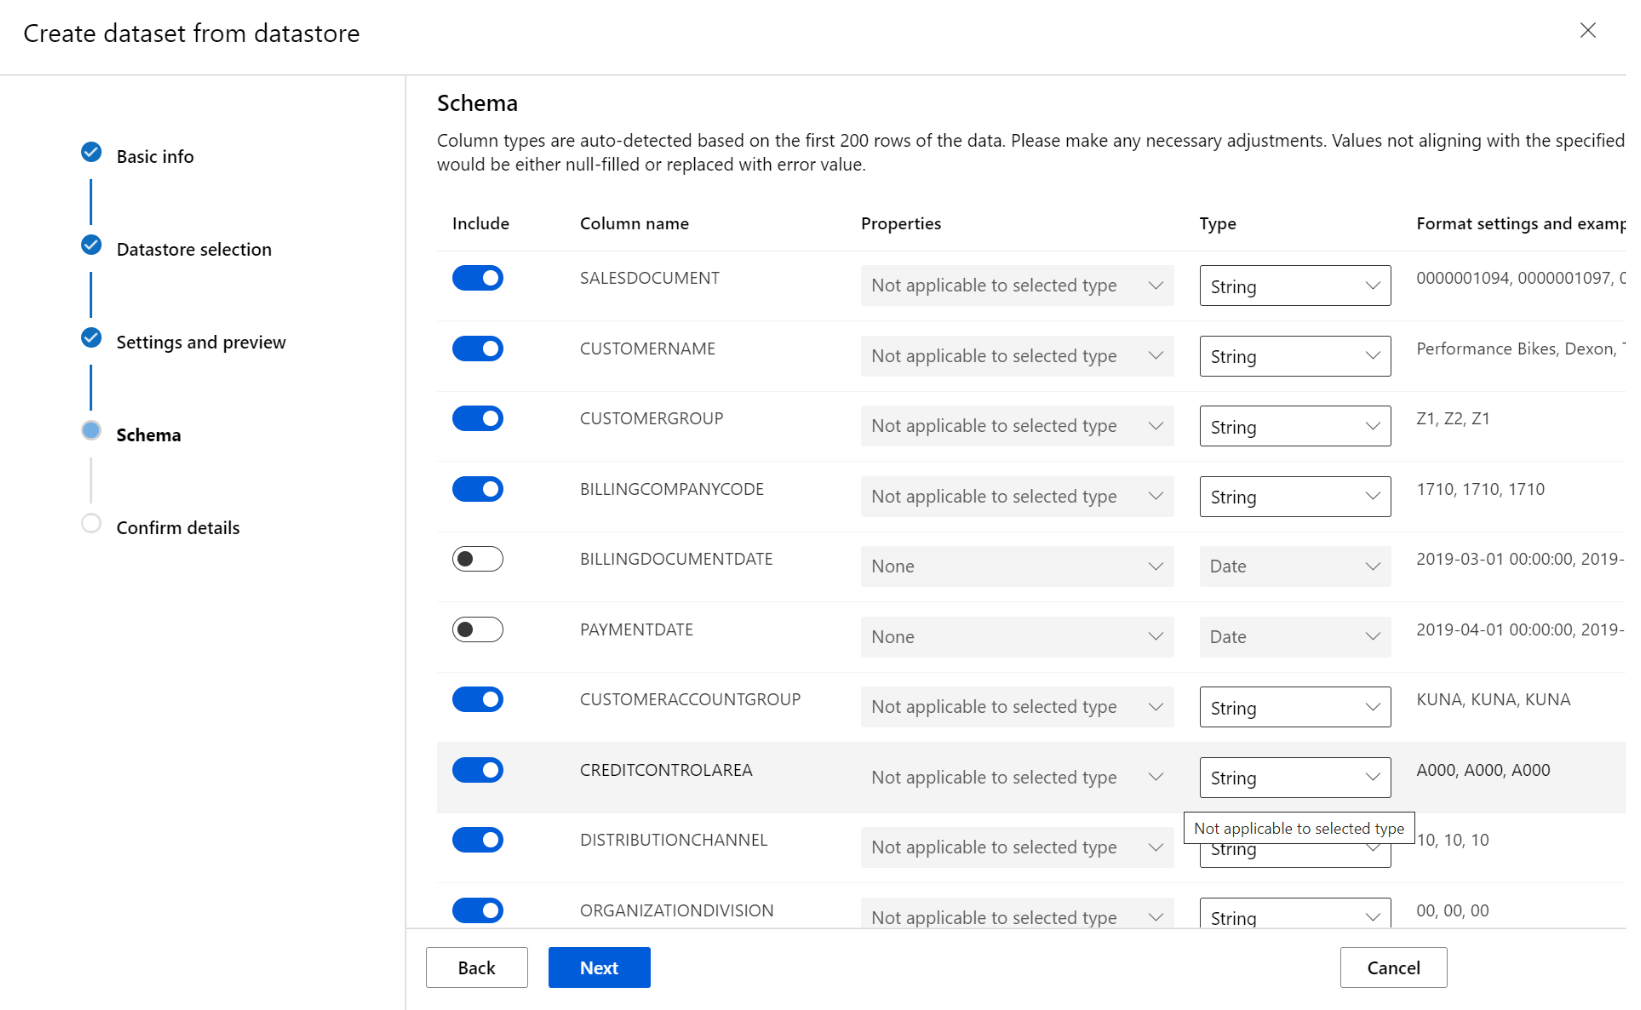 Create dataset from datastore
Basic info
Datastore selection
Settings and preview
Schema
Confirm details
Schema
Column types are auto-detected based on the first 200 rows of the data. Please make any necessary adjustments. Values not aligning with the specified
would be either null-filled or replaced with error value.
Include Column name Properties Type Format settings and examp
SALESDOCUMENT Not applicable to selected type String 0000001094, 0000001097, 0
CUSTOMERNAME Not applicable to selected type String Performance Bikes, Dexon, T
CUSTOMERGROUP Not applicable to selected type String Z1, Z2, Z1
BILLINGCOMPANYCODE Not applicable to selected type String 1710, 1710, 1710
BILLINGDOCUMENTDATE None Date 2019-03-01 00:00:00, 2019-
PAYMENTDATE None Date 2019-04-01 00:00:00, 2019-
CUSTOMERACCOUNTGROUP Not applicable to selected type String KUNA, KUNA, KUNA
CREDITCONTROLAREA Not applicable to selected type String A000, A000, A000
Not applicable to selected type
DISTRIBUTIONCHANNEL Not applicable to selected type String 10, 10, 10
ORGANIZATIONDIVISION Not applicable to selected type String 00, 00, 00
Back Next Cancel